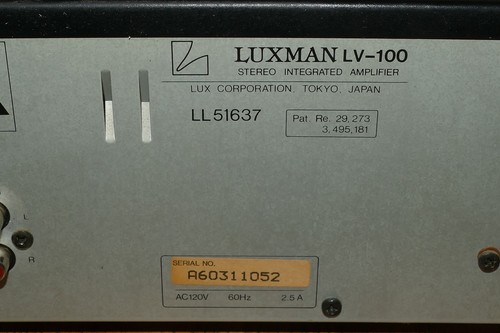 LUXMAN LV-100
STEREO INTEGRATED AMPLIFIER
LUX CORPORATION, TOKYO, JAPAN
LL51637
Pat. Re. 29,273
3,495,181
L
R
SERIAL NO.
A60311052
AC120V 60Hz 2.5A